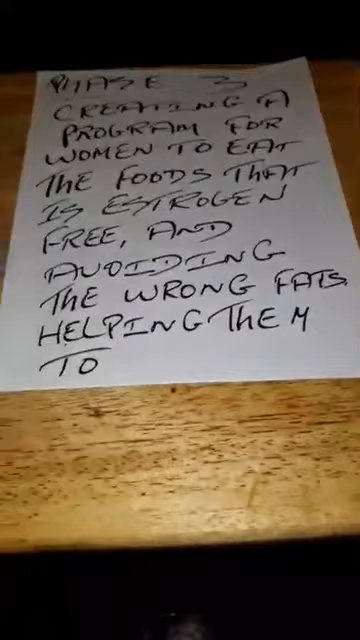 PHASE 3
CREATING A
PROGRAM FOR
WOMEN TO EAT
THE FOODS THAT
IS ESTROGEN
FREE, AND
AVOIDING
THE WRONG FATS
HELPING THEM
TO